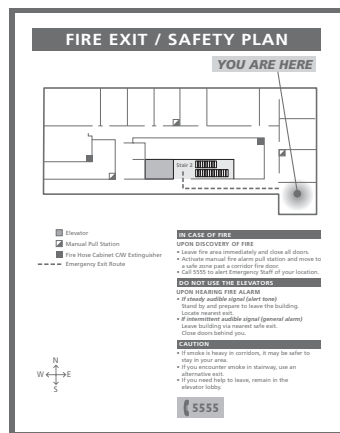 FIRE EXIT / SAFETY PLAN
YOU ARE HERE
Stair 2
Elevator
Manual Pull Station
Fire Hose Cabinet C/W Extinguisher
Emergency Exit Route
IN CASE OF FIRE
UPON DISCOVERY OF FIRE
• Leave fire area immediately and close all doors.
• Activate manual fire alarm pull station and move to
a safe zone past a corridor fire door.
• Call 5555 to alert Emergency Staff of your location.
DO NOT USE THE ELEVATORS
UPON HEARING FIRE ALARM
• If steady audible signal (alert tone)
Stand by and prepare to leave the building.
Locate nearest exit.
• If intermittent audible signal (general alarm)
Leave building via nearest safe exit.
Close doors behind you.
CAUTION
• If smoke is heavy in corridors, it may be safer to
stay in your area.
• If you encounter smoke in stairway, use an
alternative exit.
• If you need help to leave, remain in the
elevator lobby.
N
W E
S
5555